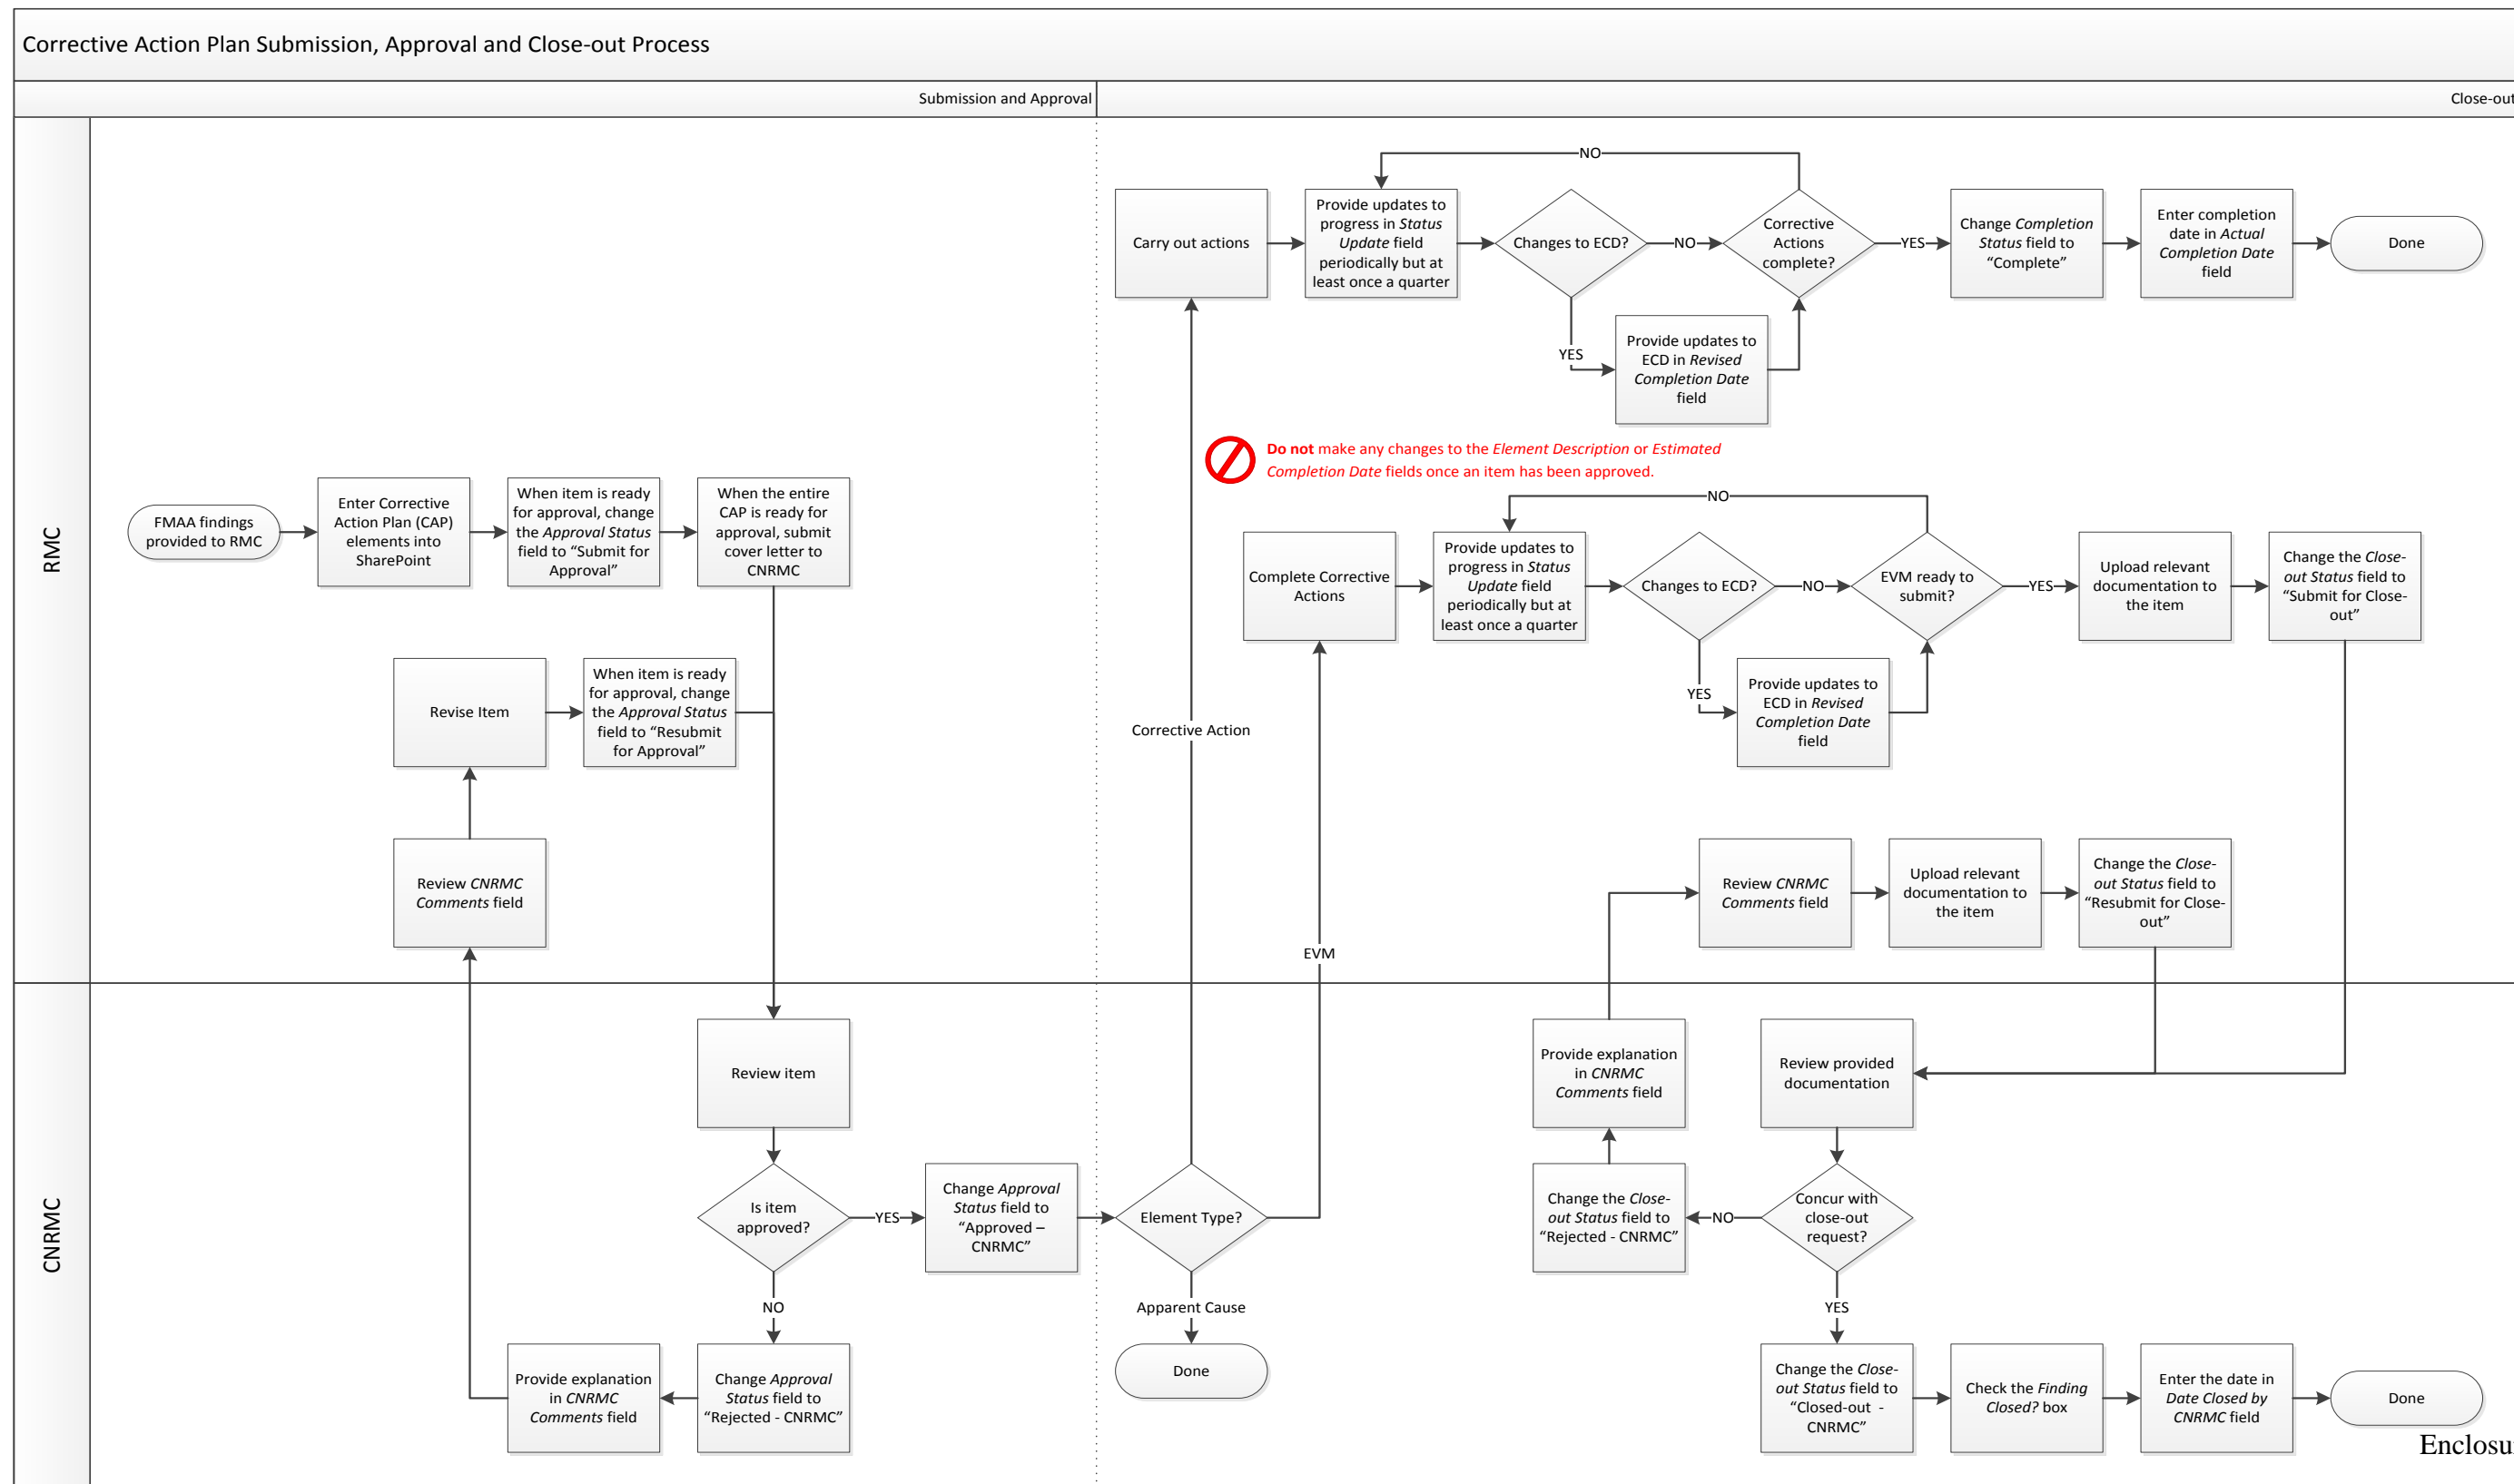 Corrective Action Plan Submission, Approval and Close-out Process
Submission and Approval
Close-out
RMC
Carry out actions
Provide updates to
progress in Status
Update field
periodically but at
least once a quarter
Changes to ECD?
NO
YES
Provide updates to
ECD in Revised
Completion Date
field
Corrective
Actions
complete?
NO
YES
Change Completion
Status field to
“Complete”
Enter completion
date in Actual
Completion Date
field
Done
Do not make any changes to the Element Description or Estimated
Completion Date fields once an item has been approved.
FMAA findings
provided to RMC
Enter Corrective
Action Plan (CAP)
elements into
SharePoint
When item is ready
for approval, change
the Approval Status
field to “Submit for
Approval”
When the entire
CAP is ready for
approval, submit
cover letter to
CNRMC
Complete Corrective
Actions
Provide updates to
progress in Status
Update field
periodically but at
least once a quarter
Changes to ECD?
NO
YES
Provide updates to
ECD in Revised
Completion Date
field
EVM ready to
submit?
NO
YES
Upload relevant
documentation to
the item
Change the Close-
out Status field to
“Submit for Close-
out”
Revise Item
When item is ready
for approval, change
the Approval Status
field to “Resubmit
for Approval”
Corrective Action
Review CNRMC
Comments field
EVM
Review CNRMC
Comments field
Upload relevant
documentation to
the item
Change the Close-
out Status field to
“Resubmit for Close-
out”
CNRMC
Review item
Is item
approved?
YES
Change Approval
Status field to
“Approved –
CNRMC”
Element Type?
NO
Change Approval
Status field to
“Rejected - CNRMC”
Provide explanation
in CNRMC
Comments field
Apparent Cause
Done
Provide explanation
in CNRMC
Comments field
Review provided
documentation
Change the Close-
out Status field to
“Rejected - CNRMC”
NO
Concur with
close-out
request?
YES
Change the Close-
out Status field to
“Closed-out  -
CNRMC”
Check the Finding
Closed? box
Enter the date in
Date Closed by
CNRMC field
Done